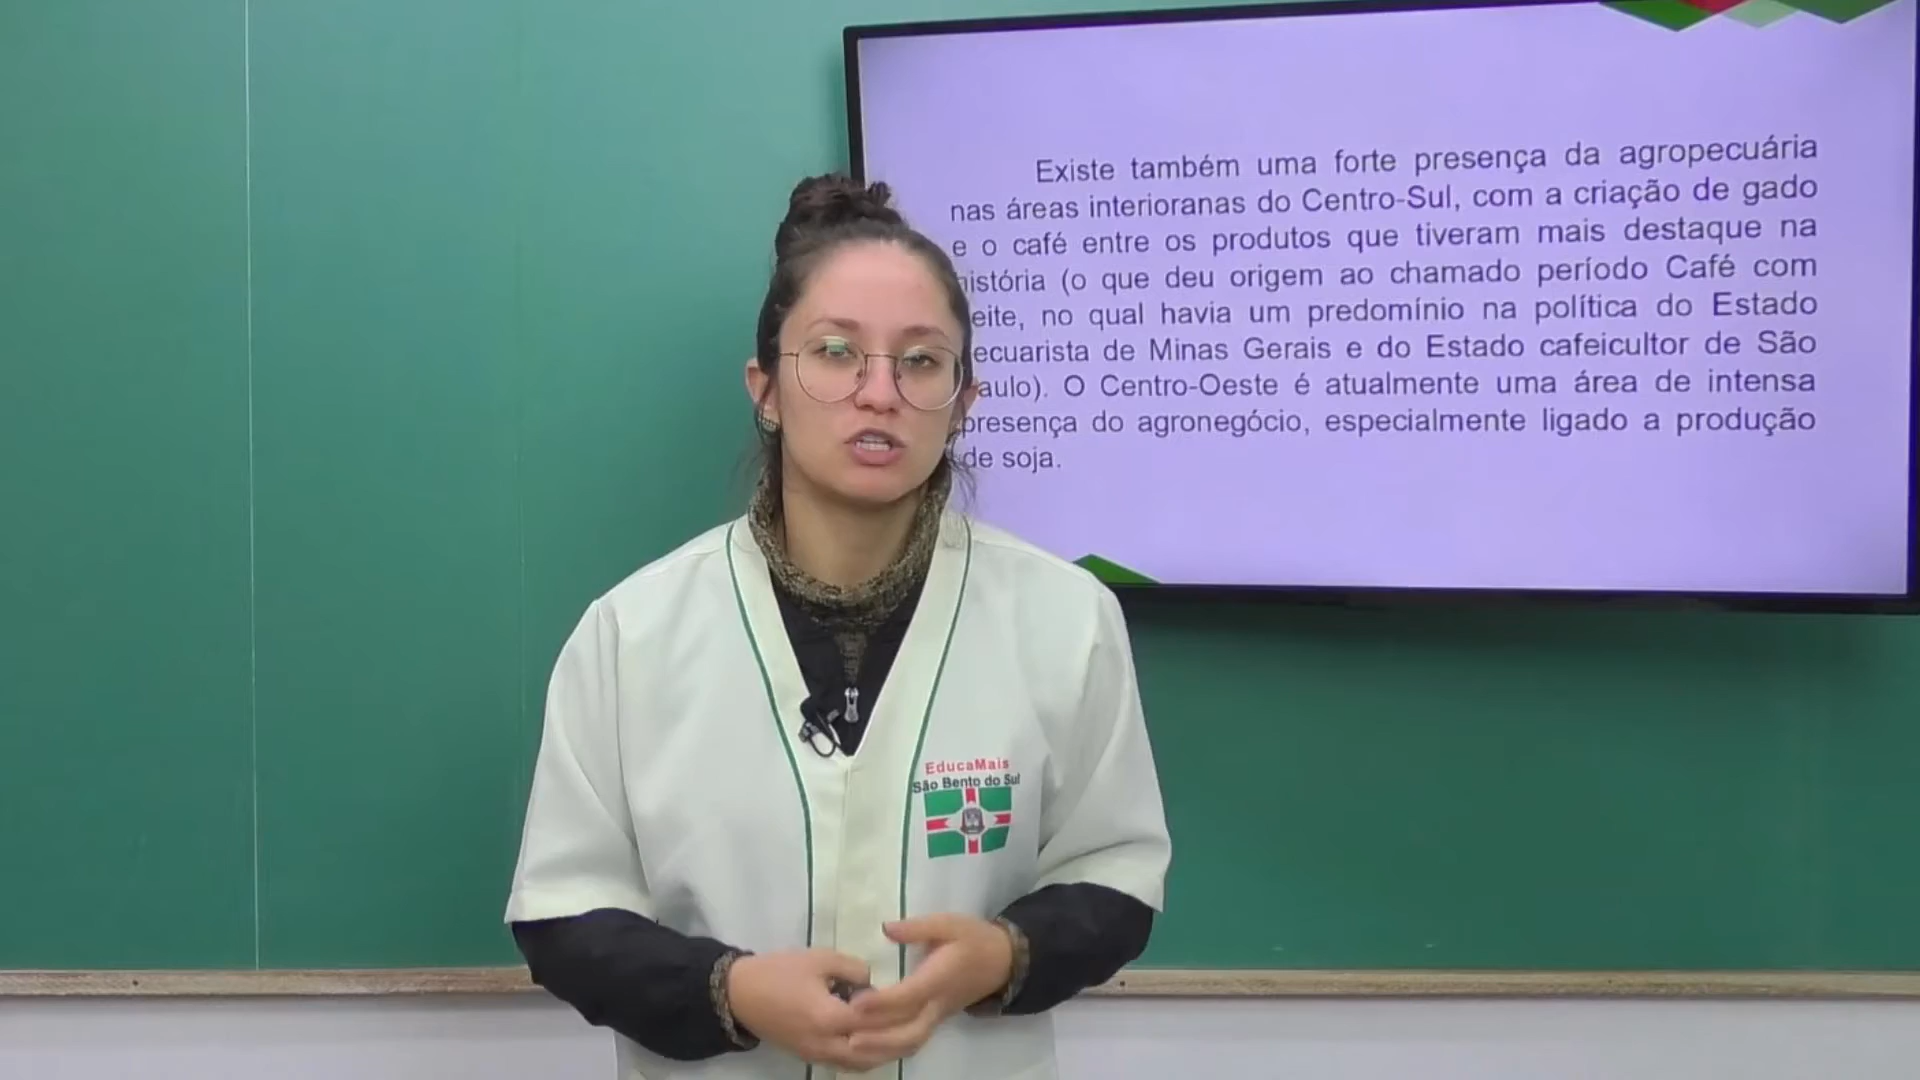 Existe também uma forte presença da agropecuária
nas áreas interioranas do Centro-Sul, com a criação de gado
e o café entre os produtos que tiveram mais destaque na
istória (o que deu origem ao chamado período Café com
eite, no qual havia um predomínio na política do Estado
ecuarista de Minas Gerais e do Estado cafeicultor de São
aulo). O Centro-Oeste é atualmente uma área de intensa
presença do agronegócio, especialmente ligado a produção
de soja.
EducaMais
São Bento do Sul